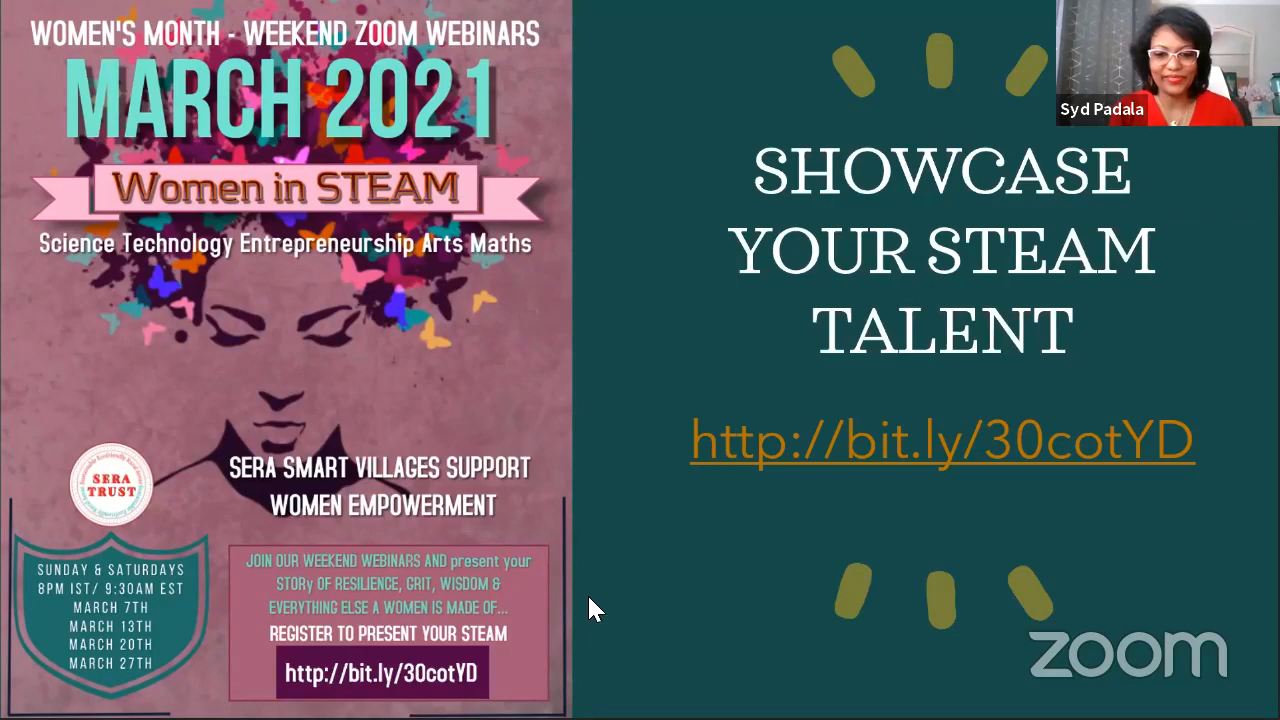 WOMEN'S MONTH - WEEKEND ZOOM WEBINARS
MARCH 2021
Women in STEAM
Science Technology Entrepreneurship Arts Maths
SERA
TRUST
SERA SMART VILLAGES SUPPORT
WOMEN EMPOWERMENT
SUNDAY & SATURDAYS
8PM IST/ 9:30AM EST
MARCH 7TH
MARCH 13TH
MARCH 20TH
MARCH 27TH
JOIN OUR WEEKEND WEBINARS AND present your
STORY OF RESILIENCE, GRIT, WISDOM &
EVERYTHING ELSE A WOMEN IS MADE OF...
REGISTER TO PRESENT YOUR STEAM
http://bit.ly/30cotYD
Syd Padala
SHOWCASE
YOUR STEAM
TALENT
http://bit.ly/30cotYD
zoom